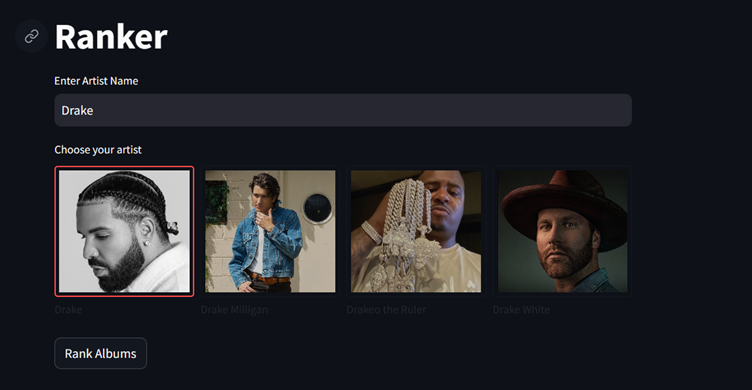 Ranker
Enter Artist Name
Drake
Choose your artist
Drake
Drake Milligan
Drakeo the Ruler
Drake White
Rank Albums